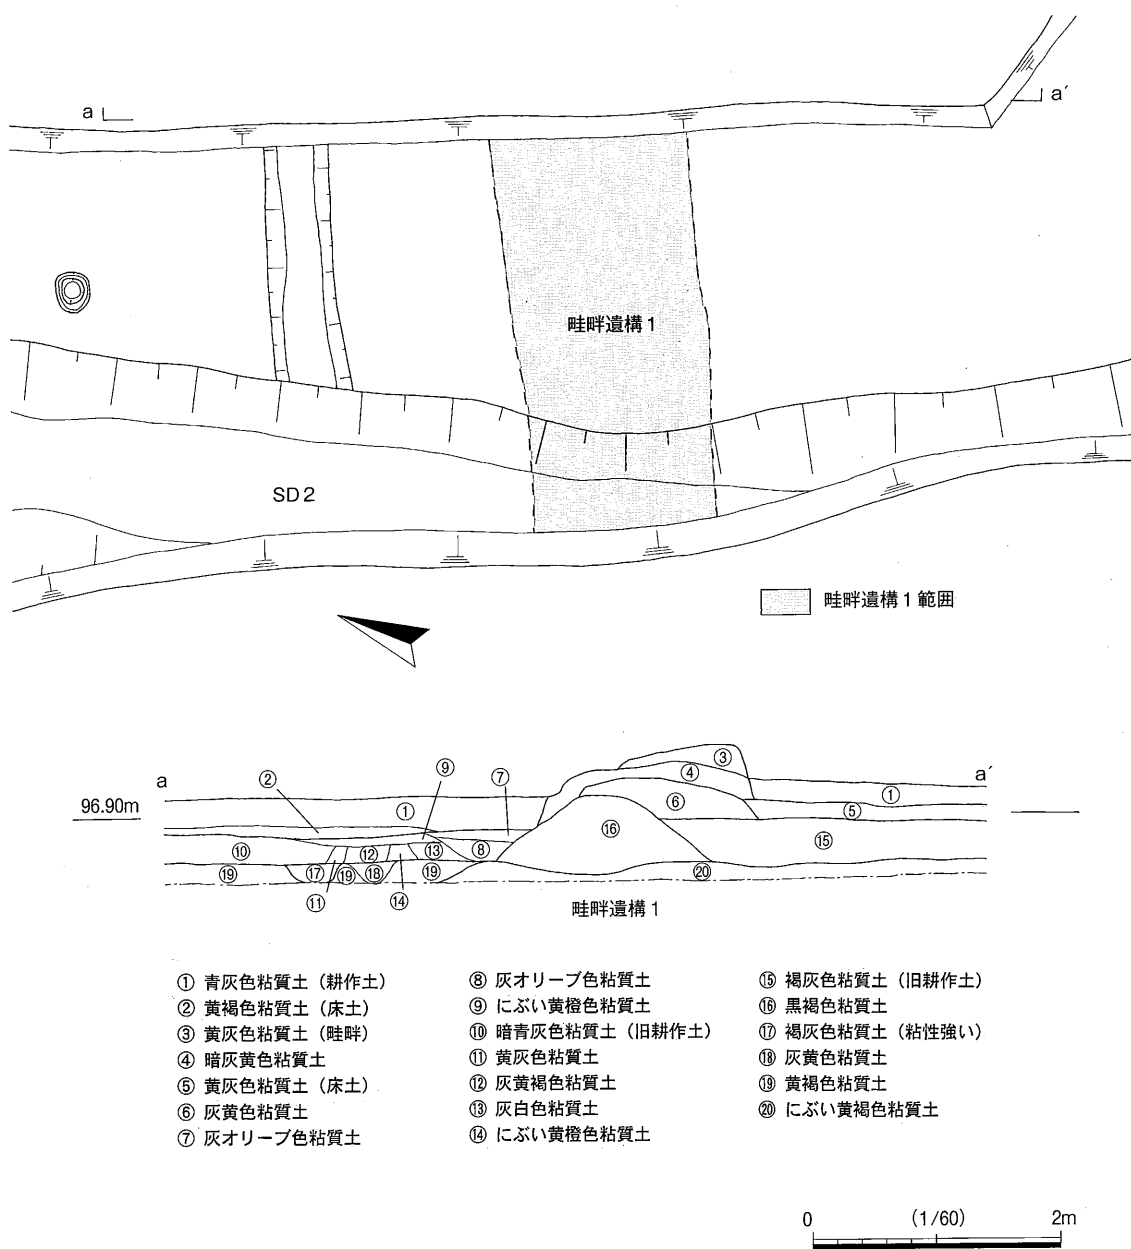 a
a′
畦畔遺構1
SD2
畦畔遺構1範囲
a
a′
96.90m
②
⑨
⑦
③
④
①
①
⑥
⑤
⑯
⑮
⑩
⑫
⑬
⑧
⑲
⑰
⑲
⑱
⑲
⑳
⑪
⑭
畦畔遺構1
① 青灰色粘質土(耕作土)
② 黄褐色粘質土(床土)
③ 黄灰色粘質土(畦畔)
④ 暗灰黄色粘質土
⑤ 黄灰色粘質土(床土)
⑥ 灰黄色粘質土
⑦ 灰オリーブ色粘質土
⑧ 灰オリーブ色粘質土
⑨ にぶい黄橙色粘質土
⑩ 暗青灰色粘質土(旧耕作土)
⑪ 黄灰色粘質土
⑫ 灰黄褐色粘質土
⑬ 灰白色粘質土
⑭ にぶい黄橙色粘質土
⑮ 褐灰色粘質土(旧耕作土)
⑯ 黒褐色粘質土
⑰ 褐灰色粘質土(粘性強い)
⑱ 灰黄色粘質土
⑲ 黄褐色粘質土
⑳ にぶい黄褐色粘質土
0 (1/60) 2m